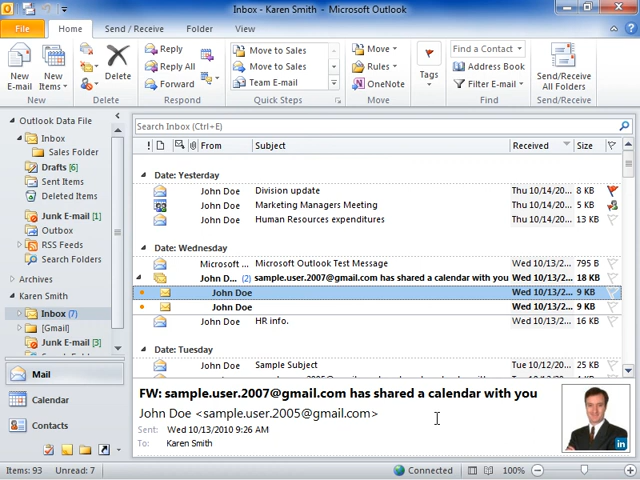 Inbox - Karen Smith - Microsoft Outlook
File Home Send / Receive Folder View
New E-mail
New Items
New
Delete
Delete
Reply
Reply All
Forward
Respond
Move to Sales
Move to Sales
Team E-mail
Quick Steps
Move
Rules
OneNote
Move
Tags
Find a Contact
Address Book
Filter E-mail
Find
Send/Receive All Folders
Send/Receive
Outlook Data File
Inbox
Sales Folder
Drafts [6]
Sent Items
Deleted Items
Junk E-mail [1]
Outbox
RSS Feeds
Search Folders
Archives
Karen Smith
Inbox (7)
[Gmail]
Junk E-mail [3]
Mail
Calendar
Contacts
Search Inbox (Ctrl+E)
From Subject Received Size
Date: Yesterday
John Doe Division update Thu 10/14/20... 8 KB
John Doe Marketing Managers Meeting Thu 10/14/20... 5 KB
John Doe Human Resources expenditures Thu 10/14/20... 13 KB
Date: Wednesday
Microsoft ... Microsoft Outlook Test Message Wed 10/13/2... 795 B
John D... (2) sample.user.2007@gmail.com has shared a calendar with you Wed 10/13/2... 18 KB
John Doe Wed 10/13/2... 9 KB
John Doe Wed 10/13/2... 9 KB
John Doe HR info. Wed 10/13/2... 16 KB
Date: Tuesday
John Doe Sample Subject Tue 10/12/20... 25 KB
FW: sample.user.2007@gmail.com has shared a calendar with you
John Doe <sample.user.2005@gmail.com>
Sent: Wed 10/13/2010 9:26 AM
To: Karen Smith
in
Items: 93 Unread: 7 Connected 100%